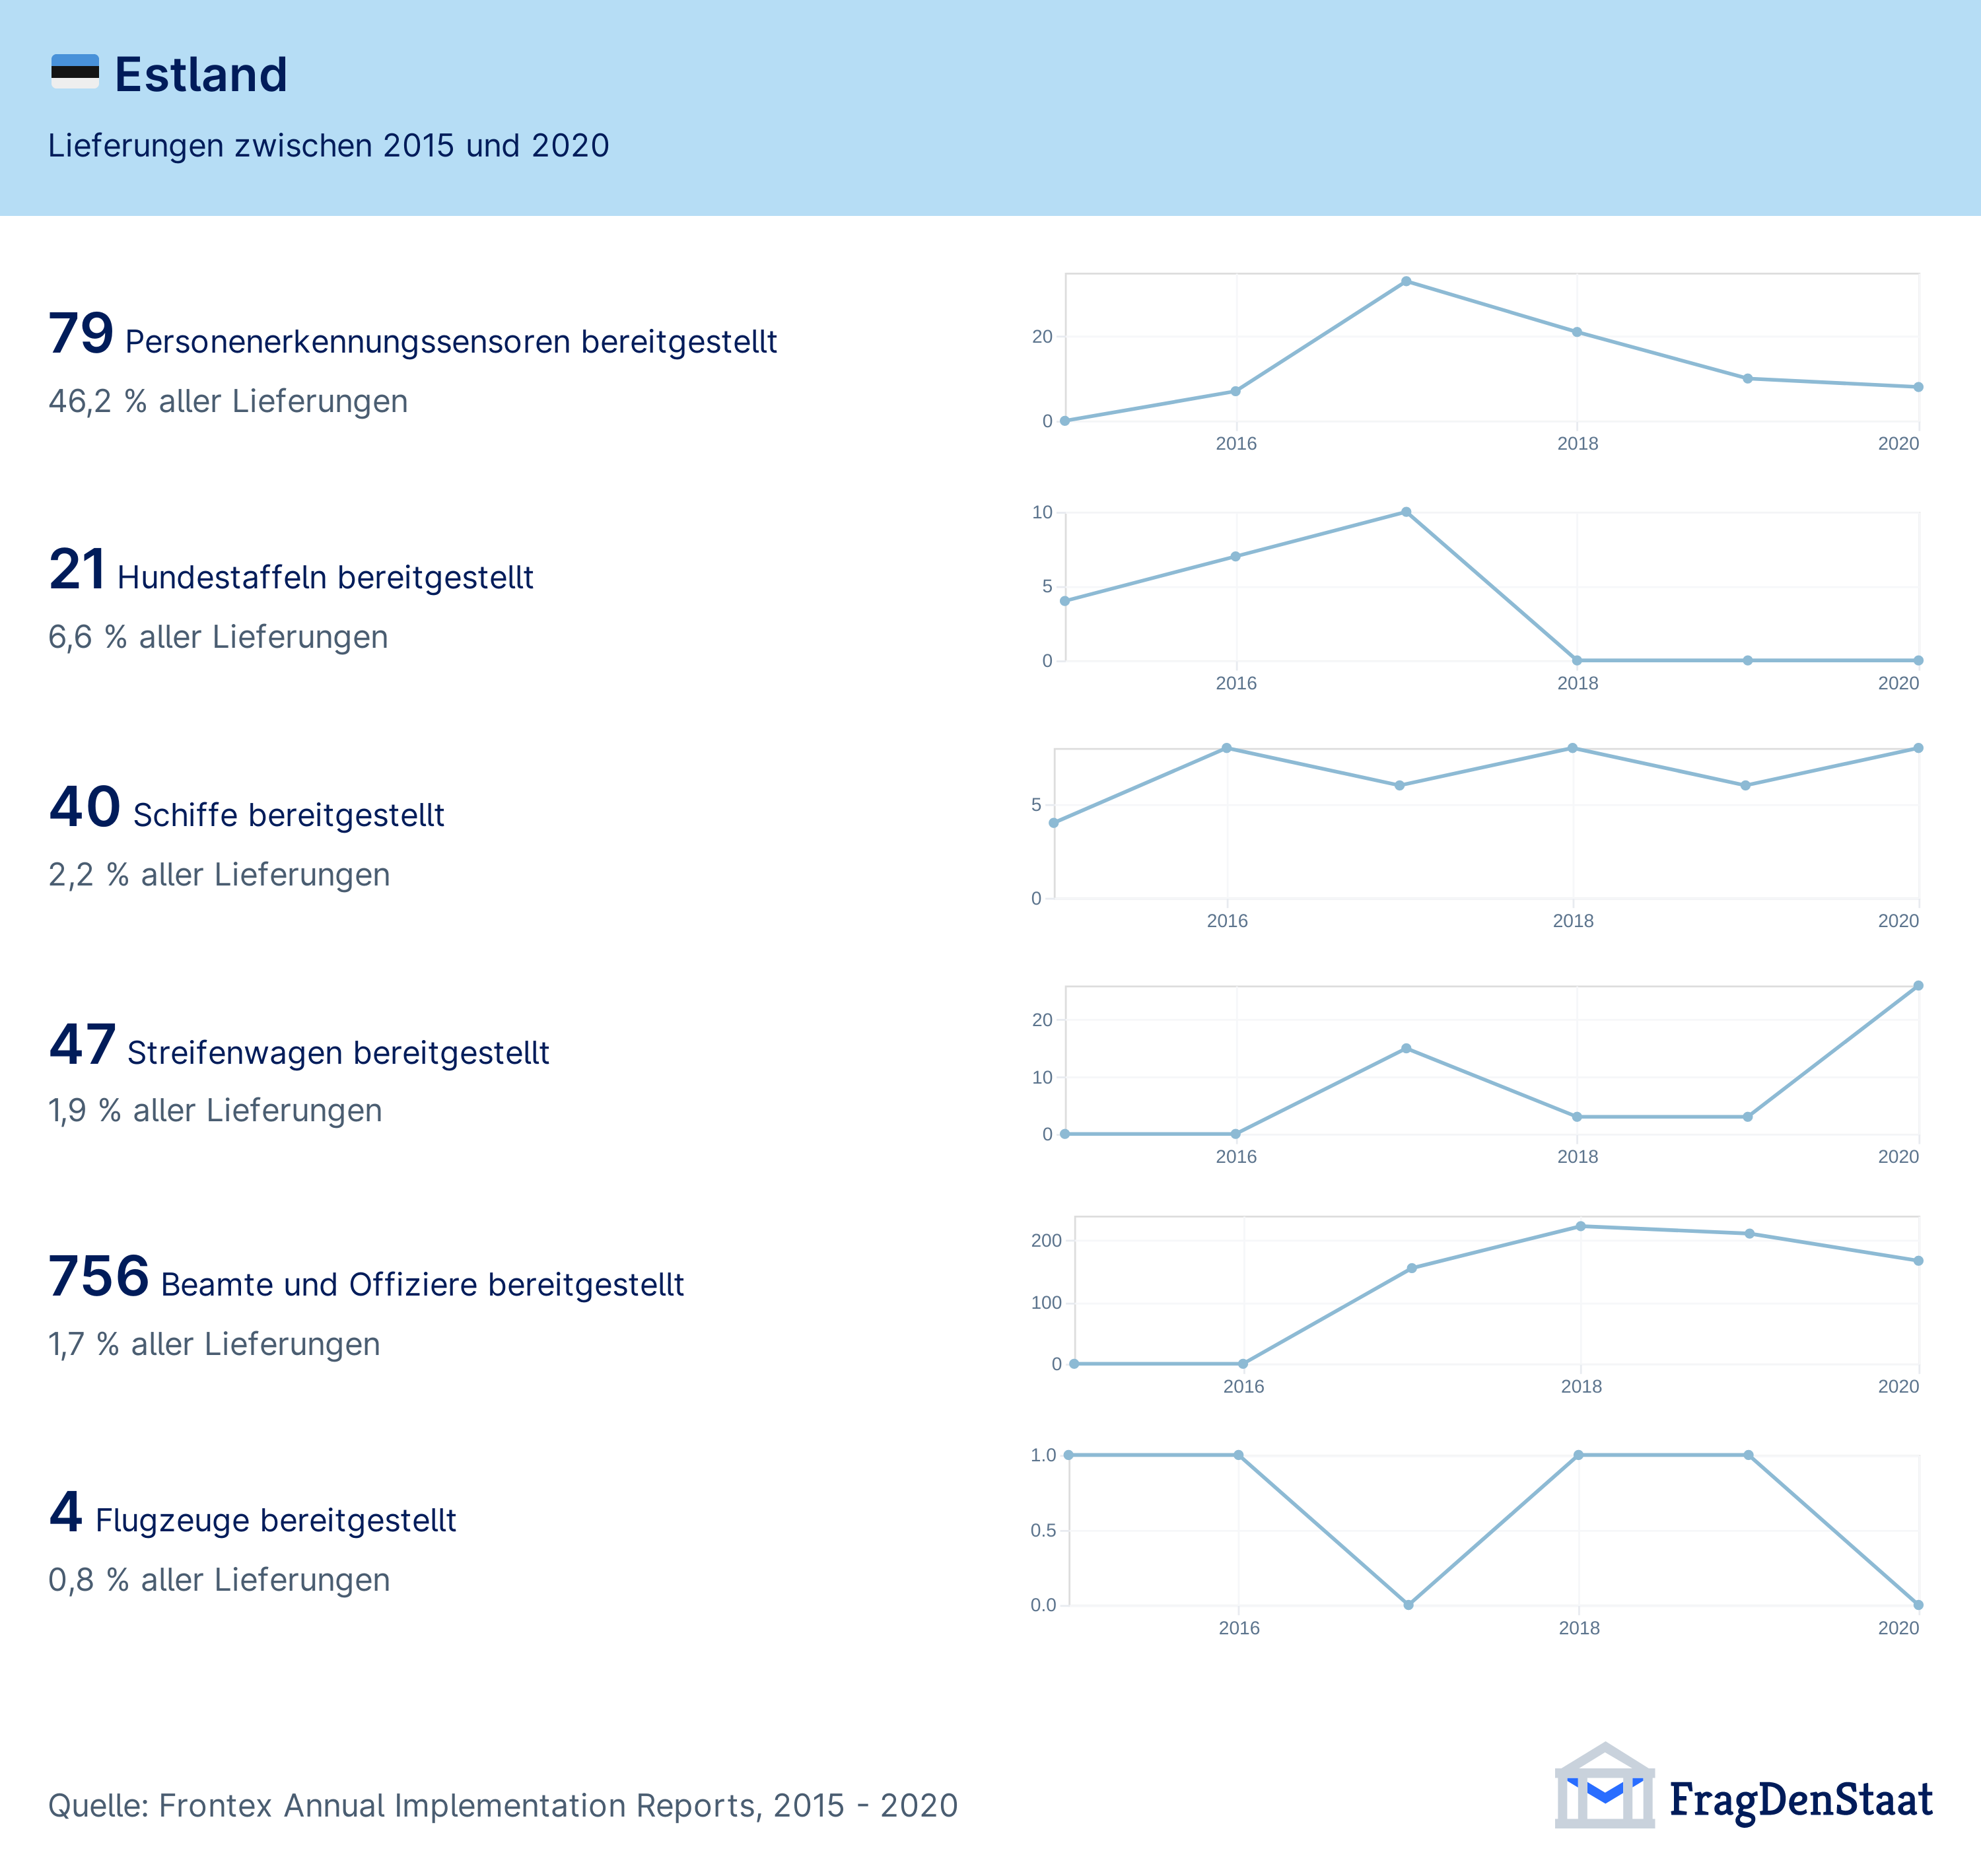 Estland
Lieferungen zwischen 2015 und 2020
79 Personenerkennungssensoren bereitgestellt
46,2 % aller Lieferungen
20
0
2016 2018 2020
21 Hundestaffeln bereitgestellt
6,6 % aller Lieferungen
10
5
0
2016 2018 2020
40 Schiffe bereitgestellt
2,2 % aller Lieferungen
5
0
2016 2018 2020
47 Streifenwagen bereitgestellt
1,9 % aller Lieferungen
20
10
0
2016 2018 2020
756 Beamte und Offiziere bereitgestellt
1,7 % aller Lieferungen
200
100
0
2016 2018 2020
4 Flugzeuge bereitgestellt
0,8 % aller Lieferungen
1.0
0.5
0.0
2016 2018 2020
Quelle: Frontex Annual Implementation Reports, 2015 - 2020
FragDenStaat